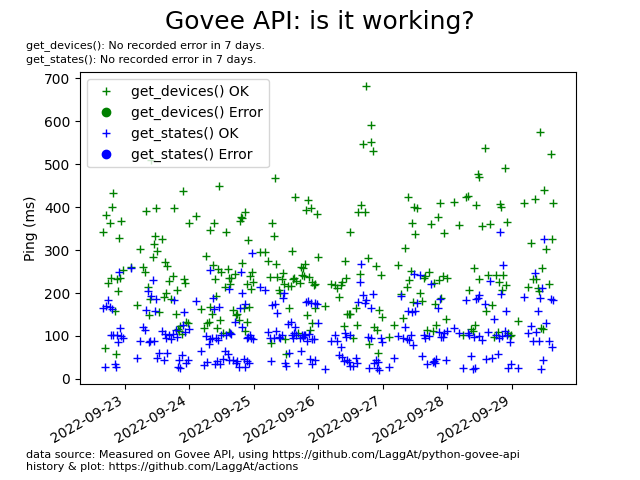 Govee API: is it working?
get_devices(): No recorded error in 7 days.
get_states(): No recorded error in 7 days.
get_devices() OK
get_devices() Error
get_states() OK
get_states() Error
Ping (ms)
700
600
500
400
300
200
100
0
2022-09-23
2022-09-24
2022-09-25
2022-09-26
2022-09-27
2022-09-28
2022-09-29
data source: Measured on Govee API, using https://github.com/LaggAt/python-govee-api
history & plot: https://github.com/LaggAt/actions